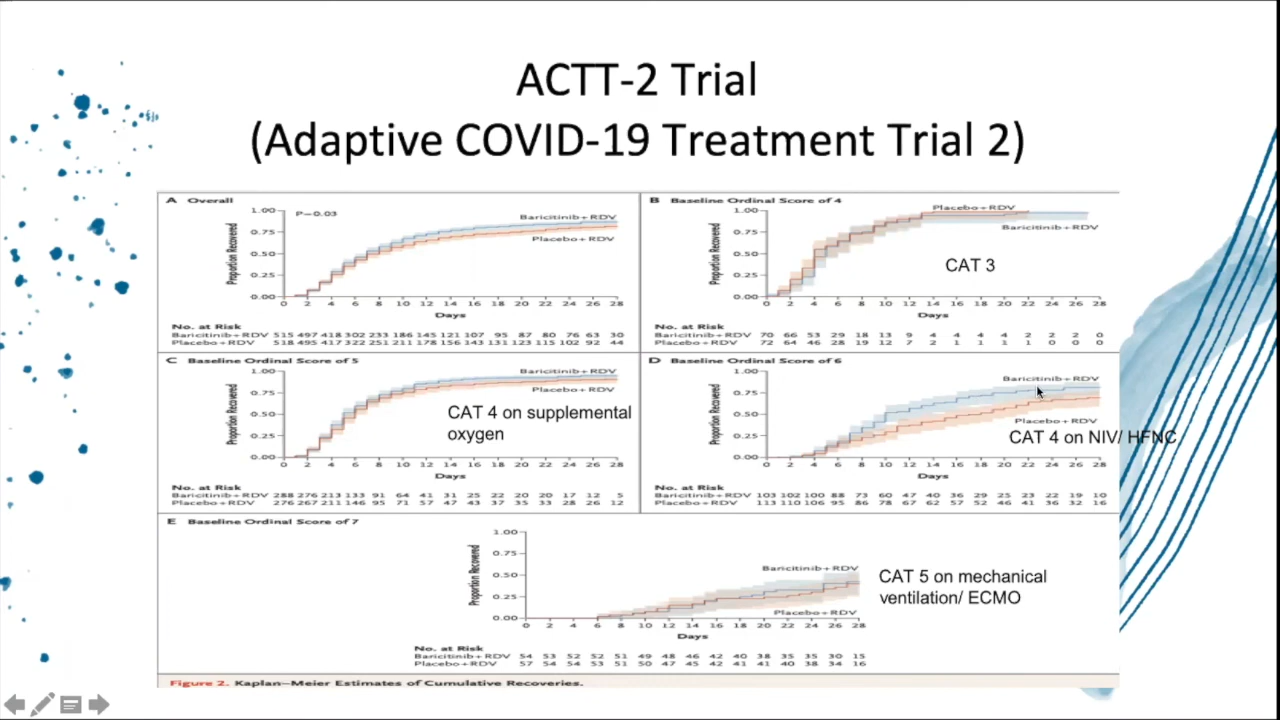 ACTT-2 Trial
(Adaptive COVID-19 Treatment Trial 2)
A Overall
1.00
P=0.03
Baricitinib+RDV
0.75
Placebo+RDV
0.50
0.25
0.00
Proportion Recovered
0 2 4 6 8 10 12 14 16 18 20 22 24 26 28
Days
No. at Risk
Baricitinib+RDV 515 497 418 302 233 186 145 121 107 95 87 80 76 63 30
Placebo+RDV 518 495 417 322 251 211 178 156 143 131 123 115 102 92 44
B Baseline Ordinal Score of 4
1.00
Placebo+RDV
0.75
Baricitinib+RDV
0.50
0.25
0.00
Proportion Recovered
CAT 3
0 2 4 6 8 10 12 14 16 18 20 22 24 26 28
Days
No. at Risk
Baricitinib+RDV 70 66 53 29 18 13 4 4 4 4 2 2 2 0
Placebo+RDV 72 64 46 28 19 12 7 2 1 1 1 1 0 0 0
C Baseline Ordinal Score of 5
1.00
Baricitinib+RDV
0.75
Placebo+RDV
0.50
0.25
0.00
Proportion Recovered
CAT 4 on supplemental
oxygen
0 2 4 6 8 10 12 14 16 18 20 22 24 26 28
Days
No. at Risk
Baricitinib+RDV 288 276 213 133 91 64 41 31 25 22 20 20 17 12 5
Placebo+RDV 276 267 211 146 95 71 57 47 43 37 35 33 28 26 12
D Baseline Ordinal Score of 6
1.00
Baricitinib+RDV
0.75
0.50
Placebo+RDV
0.25
0.00
Proportion Recovered
CAT 4 on NIV/ HFNC
0 2 4 6 8 10 12 14 16 18 20 22 24 26 28
Days
No. at Risk
Baricitinib+RDV 103 102 100 88 73 60 47 40 36 29 25 23 22 19 10
Placebo+RDV 113 110 106 95 86 78 67 62 57 52 46 41 36 32 16
E Baseline Ordinal Score of 7
1.00
0.75
0.50
Baricitinib+RDV
0.25
Placebo+RDV
0.00
Proportion Recovered
CAT 5 on mechanical
ventilation/ ECMO
0 2 4 6 8 10 12 14 16 18 20 22 24 26 28
Days
No. at Risk
Baricitinib+RDV 54 53 52 52 51 49 48 46 42 40 38 35 35 30 15
Placebo+RDV 57 54 54 53 51 50 47 45 42 41 41 40 38 34 16
Figure 2. Kaplan–Meier Estimates of Cumulative Recoveries.